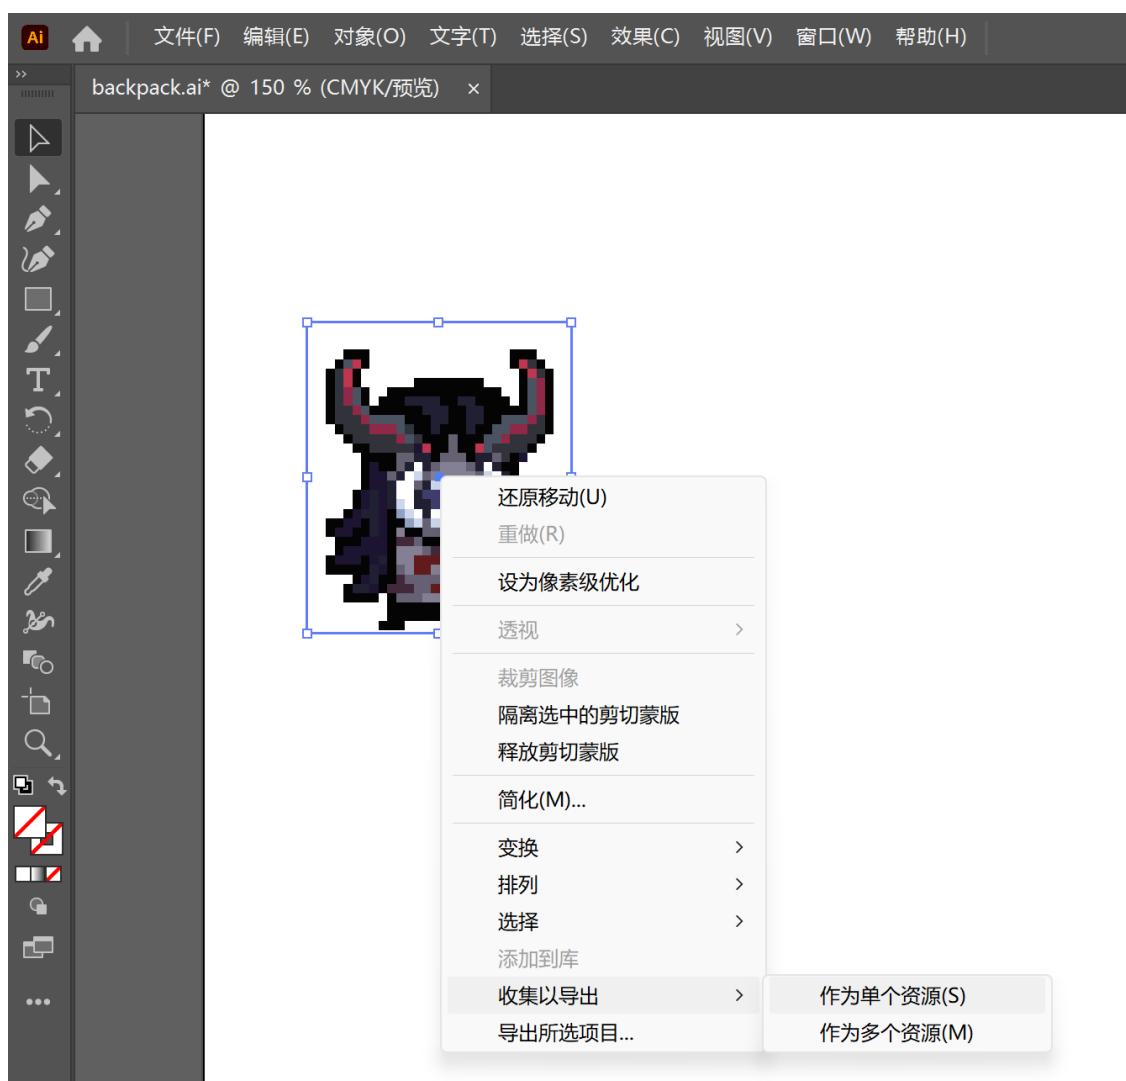 Ai 文件(F) 编辑(E) 对象(O) 文字(T) 选择(S) 效果(C) 视图(V) 窗口(W) 帮助(H)
backpack.ai* @ 150 % (CMYK/预览) ×
还原移动(U)
重做(R)
设为像素级优化
透视
裁剪图像
隔离选中的剪切蒙版
释放剪切蒙版
简化(M)...
变换
排列
选择
添加到库
收集以导出
作为单个资源(S)
导出所选项目...
作为多个资源(M)